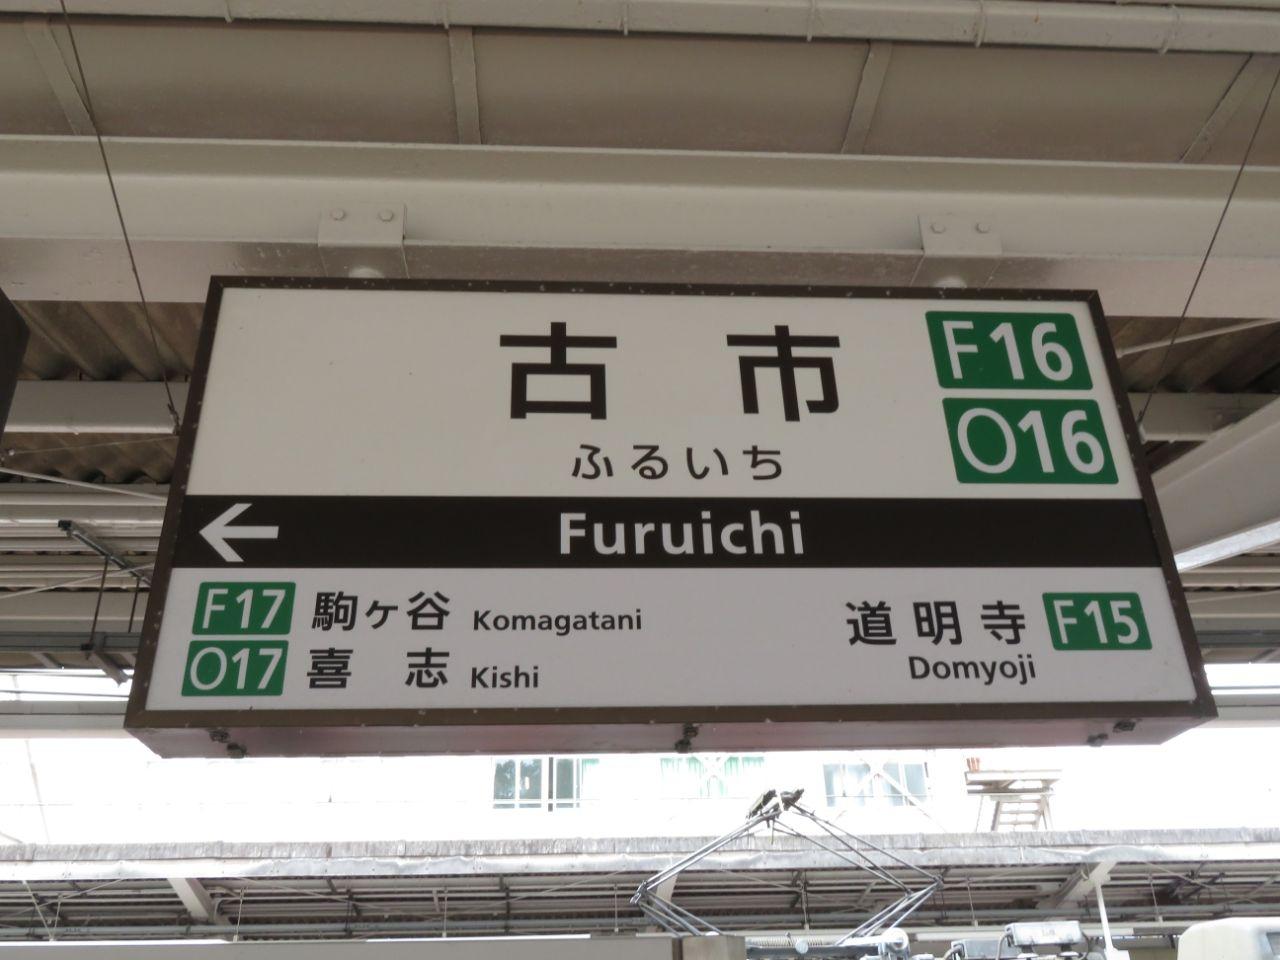 古市
F16
ふるいち
O16
←
Furuichi
F17 駒ヶ谷 Komagatani
O17 喜志 Kishi
道明寺 F15
Domyoji